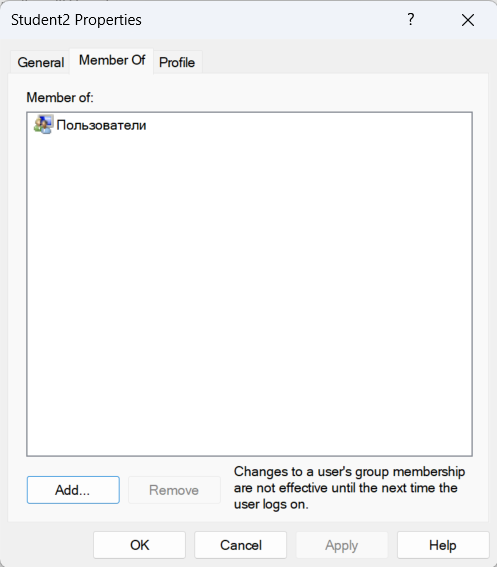 Student2 Properties
?
General
Member Of
Profile
Member of:
Пользователи
Add...
Remove
Changes to a user's group membership
are not effective until the next time the
user logs on.
OK
Cancel
Apply
Help